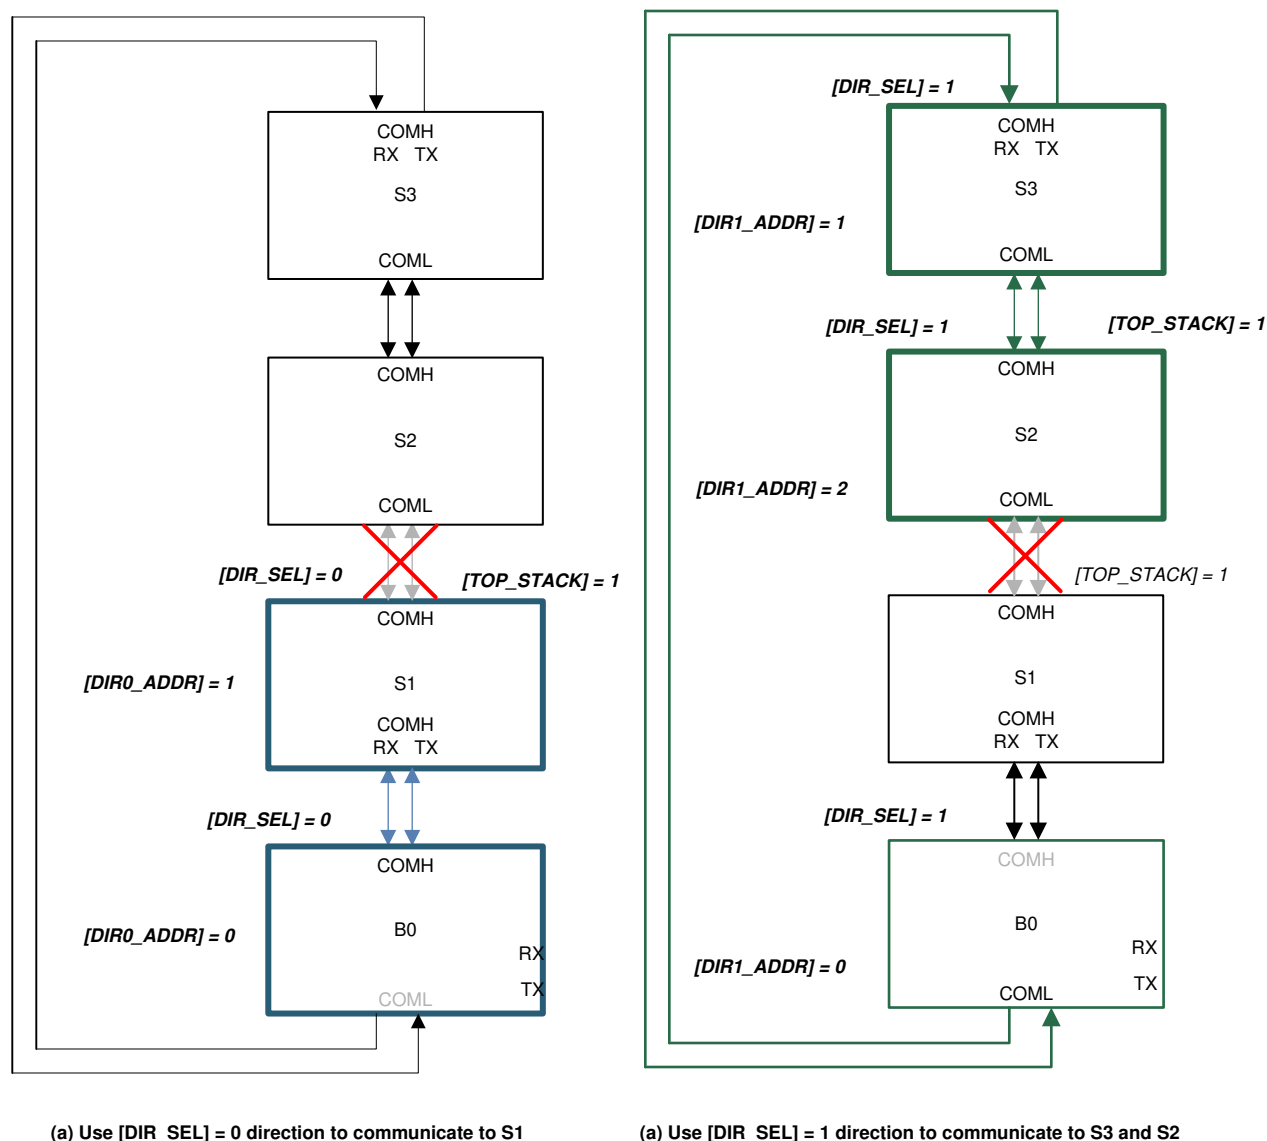 COMH
RX TX
S3
COML
COMH
S2
COML
[DIR_SEL] = 0
[TOP_STACK] = 1
COMH
[DIR0_ADDR] = 1
S1
COMH
RX TX
[DIR_SEL] = 0
COMH
[DIR0_ADDR] = 0
B0
RX
TX
COML
(a) Use [DIR_SEL] = 0 direction to communicate to S1
[DIR_SEL] = 1
COMH
RX TX
S3
[DIR1_ADDR] = 1
COML
[DIR_SEL] = 1
[TOP_STACK] = 1
COMH
S2
[DIR1_ADDR] = 2
COML
[TOP_STACK] = 1
COMH
S1
COMH
RX TX
[DIR_SEL] = 1
COMH
B0
RX
[DIR1_ADDR] = 0
TX
COML
(a) Use [DIR_SEL] = 1 direction to communicate to S3 and S2